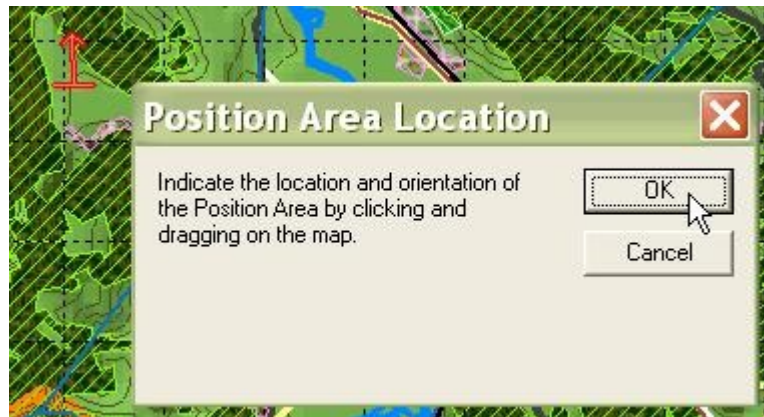 Position Area Location
Indicate the location and orientation of
the Position Area by clicking and
dragging on the map.
OK
Cancel